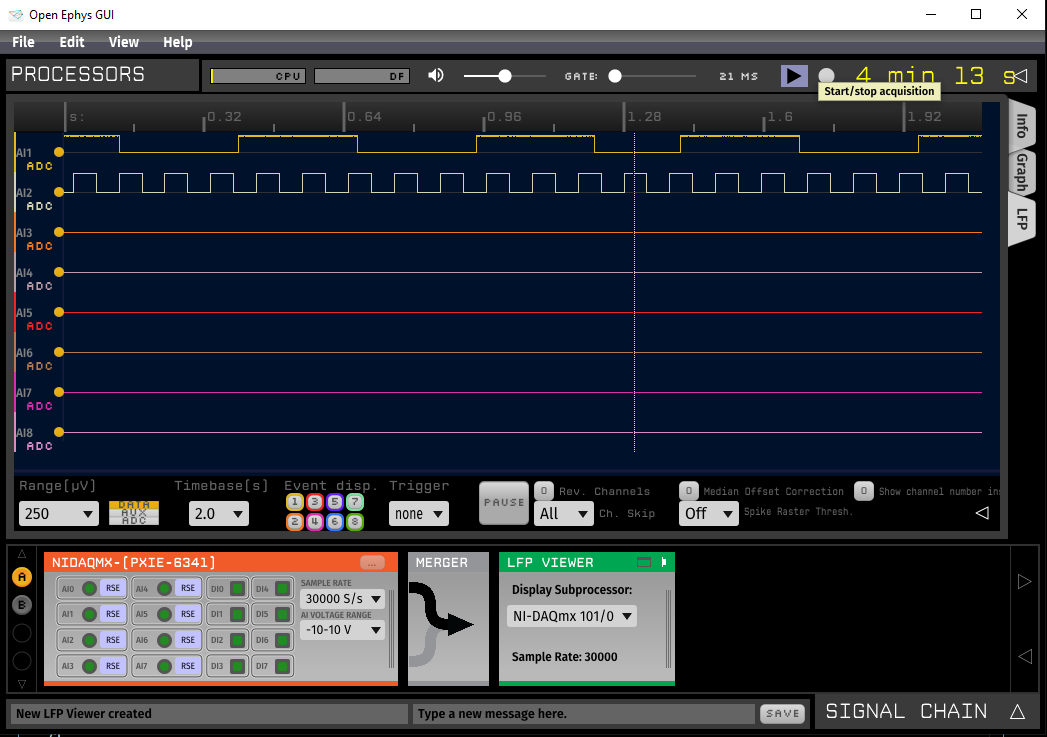 Open Ephys GUI
File Edit View Help
PROCESSORS
CPU DF GATE: 21 MS 4 min 13 s
Start/stop acquisition
s: 0.32 0.64 0.96 1.28 1.6 1.92
Info
Graph
LFP
AI1
ADC
AI2
ADC
AI3
ADC
AI4
ADC
AI5
ADC
AI6
ADC
AI7
ADC
AI8
ADC
Range[µV] Timebase[s] Event disp. Trigger
250 DATA AUX ADC 2.0 1 3 5 7 none
2 4 6 8
PAUSE
0 Rev. Channels 0 Median Offset Correction 0 Show channel number ins
All Ch. Skip Off Spike Raster Thresh.
A
B
NIDAQMX-[PXIE-6341] ... MERGER LFP VIEWER
AI0 RSE AI4 RSE DI0 DI4
AI1 RSE AI5 RSE DI1 DI5
AI2 RSE AI6 RSE DI2 DI6
AI3 RSE AI7 RSE DI3 DI7
SAMPLE RATE
30000 S/s
AI VOLTAGE RANGE
-10-10 V
Display Subprocessor:
NI-DAQmx 101/0
Sample Rate: 30000
New LFP Viewer created Type a new message here. SAVE
SIGNAL CHAIN